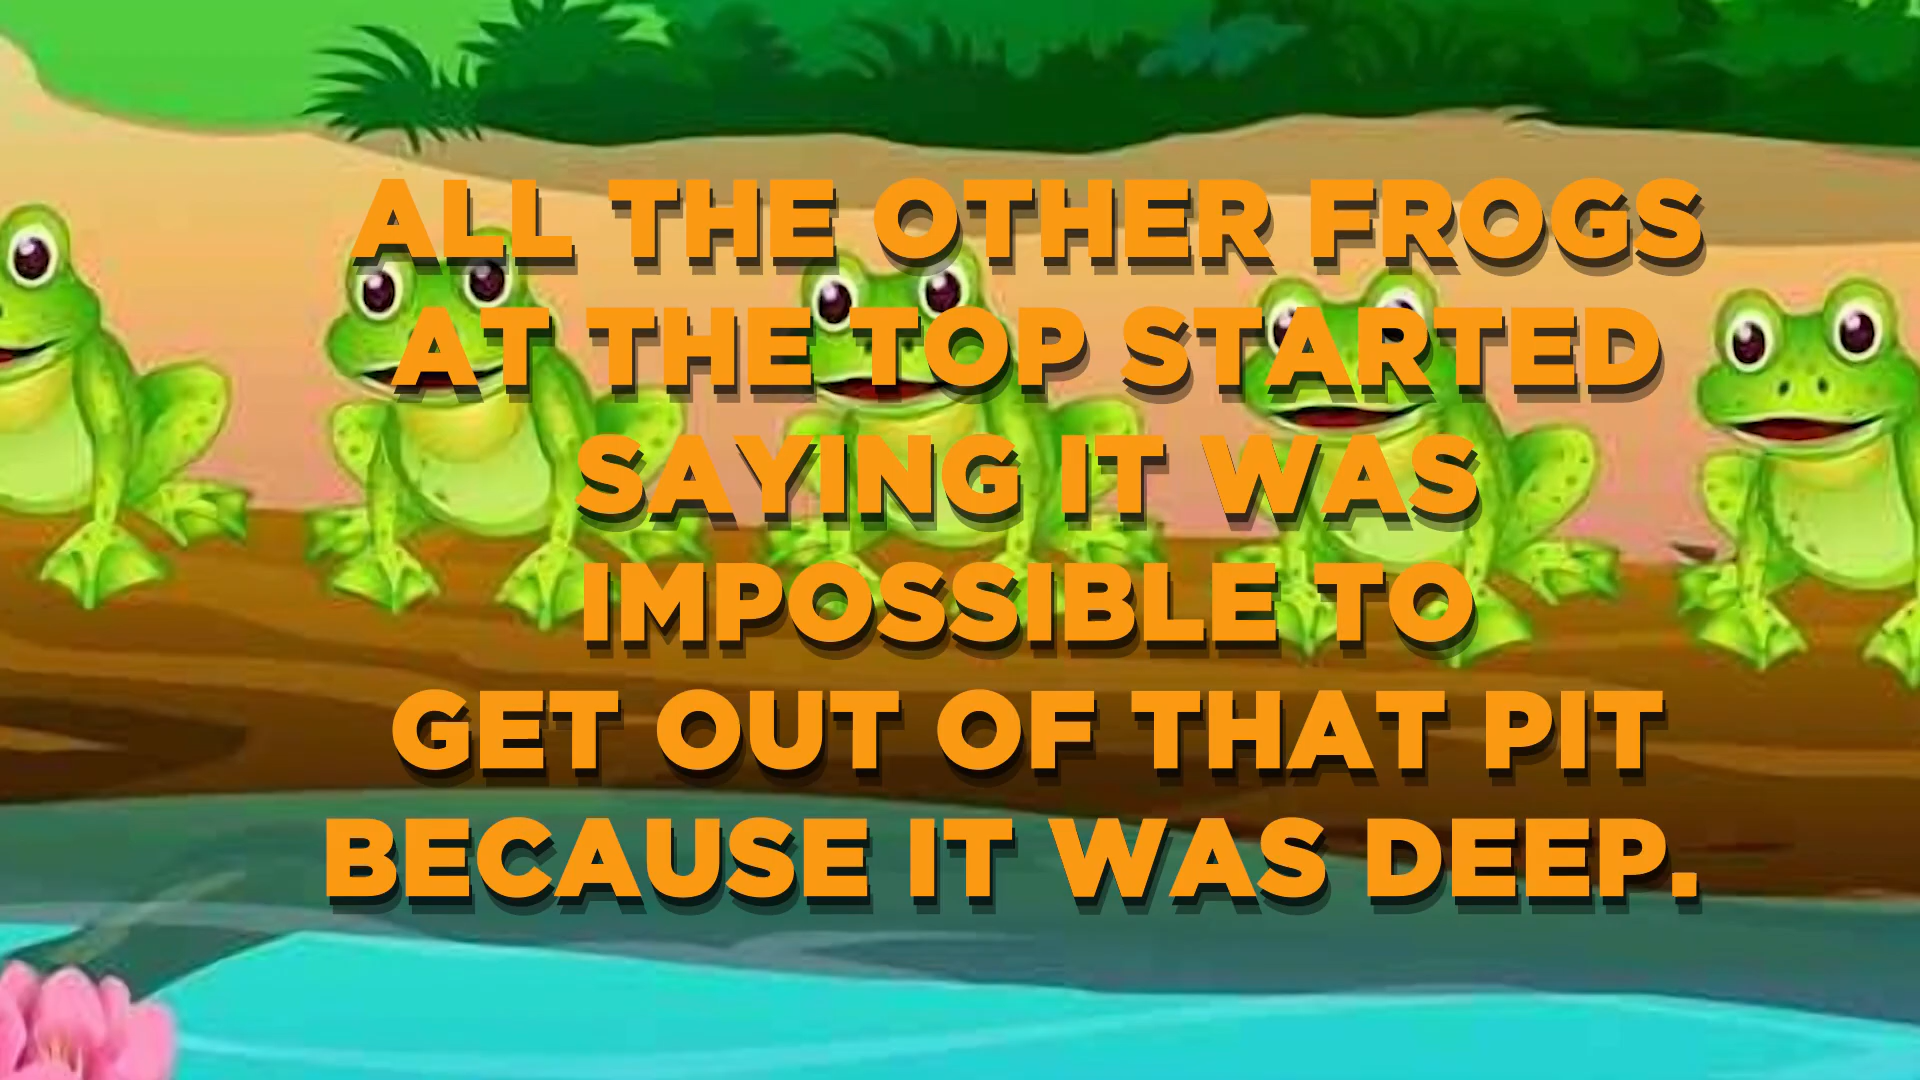 ALL THE OTHER FROGS
AT THE TOP STARTED
SAYING IT WAS
IMPOSSIBLE TO
GET OUT OF THAT PIT
BECAUSE IT WAS DEEP.